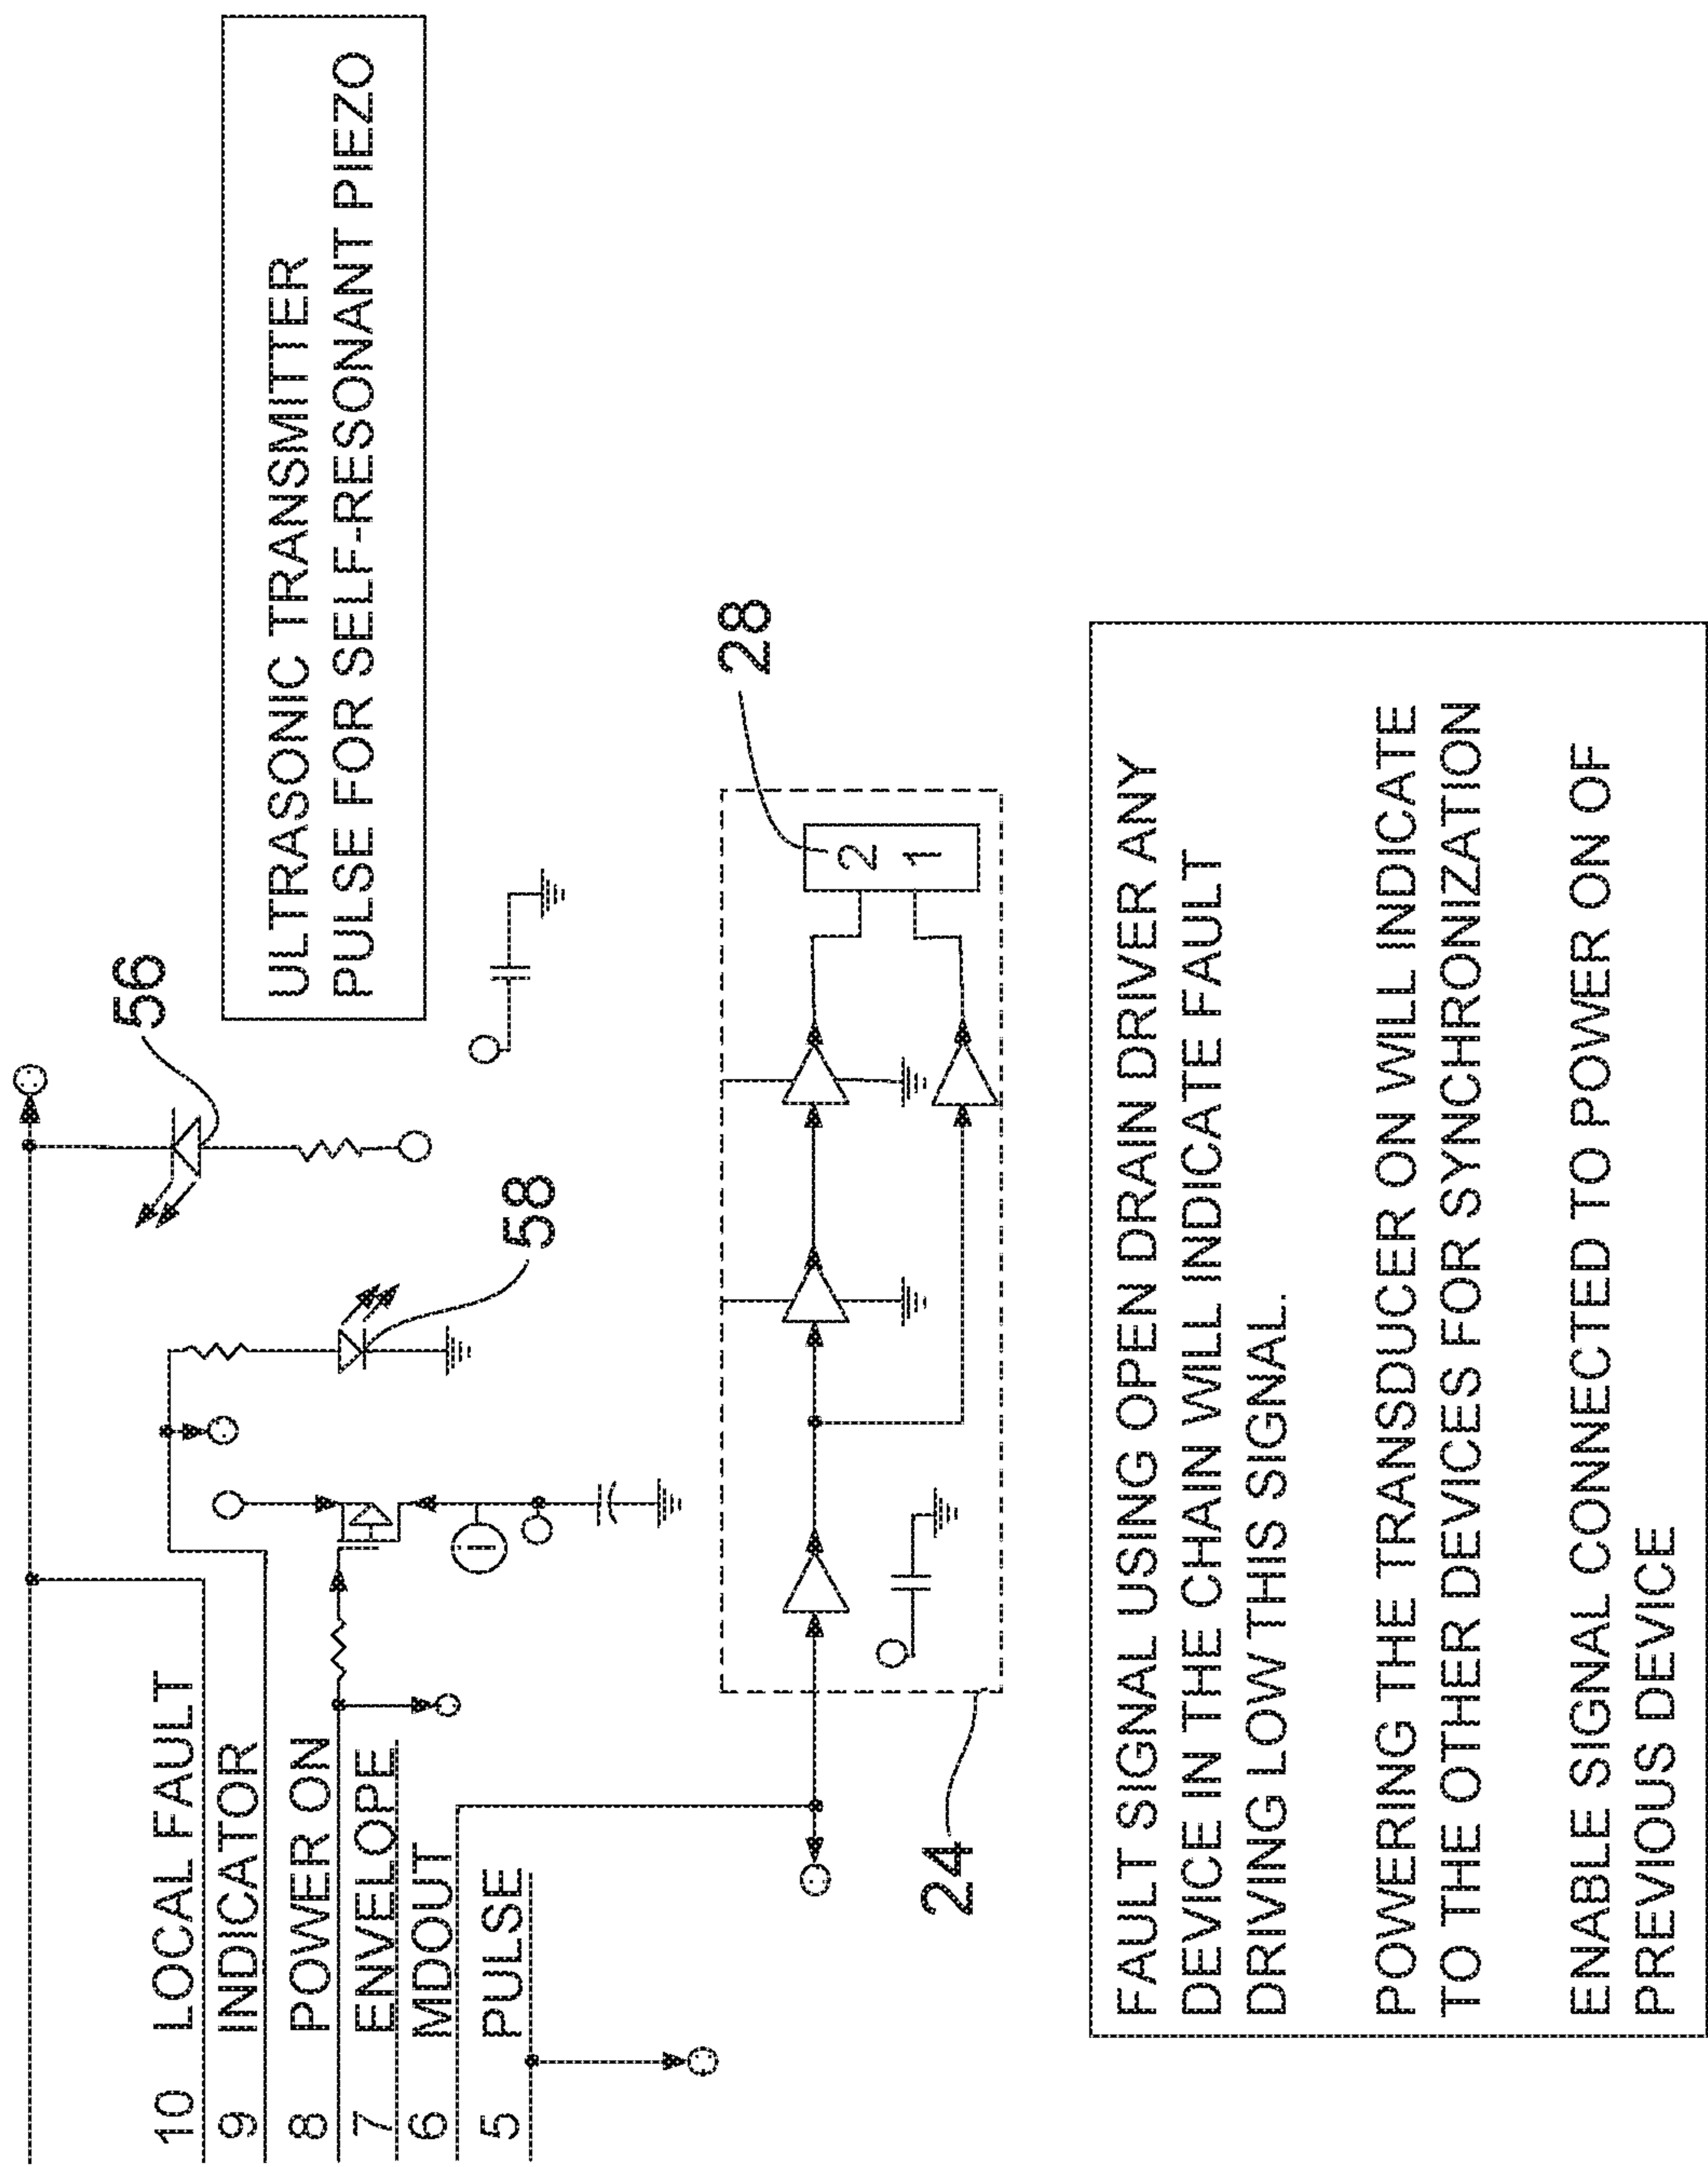 ULTRASONIC TRANSMITTER
PULSE FOR SELF-RESONANT PIEZO
56
58
10 LOCAL FAULT
9 INDICATOR
8 POWER ON
7 ENVELOPE
6 MDOUT
5 PULSE
i
28
2
1
24
FAULT SIGNAL USING OPEN DRAIN DRIVER ANY
DEVICE IN THE CHAIN WILL INDICATE FAULT
DRIVING LOW THIS SIGNAL.
POWERING THE TRANSDUCER ON WILL INDICATE
TO THE OTHER DEVICES FOR SYNCHRONIZATION
ENABLE SIGNAL CONNECTED TO POWER ON OF
PREVIOUS DEVICE